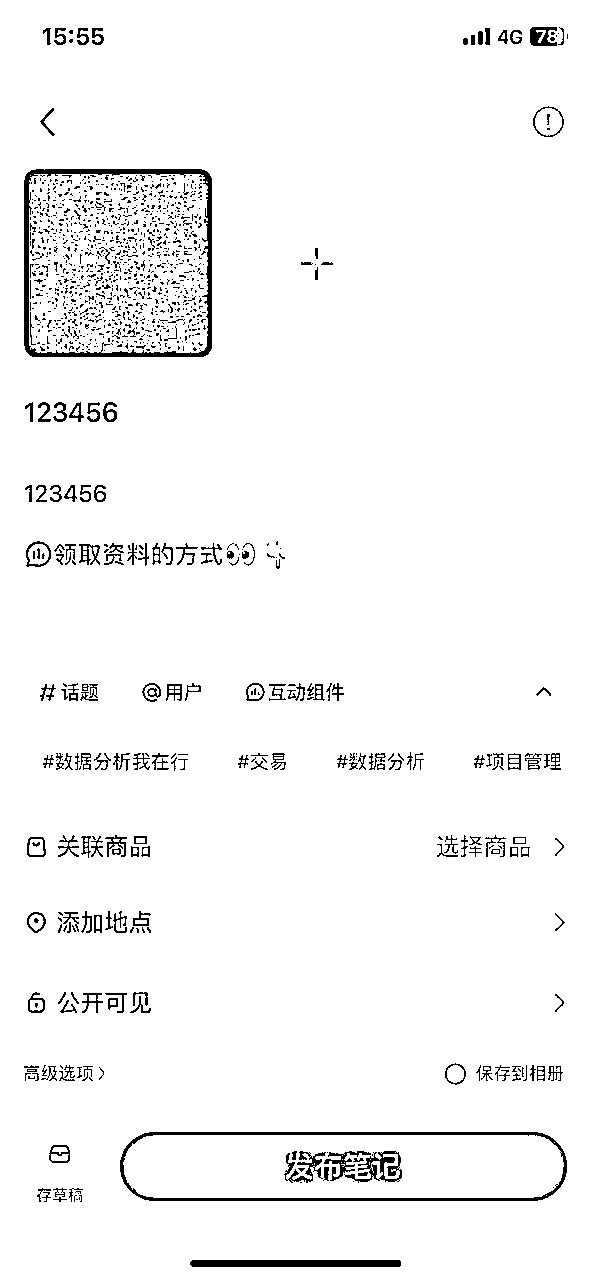 15:55 4G 78
123456
123456
领取资料的方式👀👇
# 话题 @用户 互动组件
#数据分析我在行 #交易 #数据分析 #项目管理
关联商品 选择商品
添加地点
公开可见
高级选项 保存到相册
存草稿 发布笔记